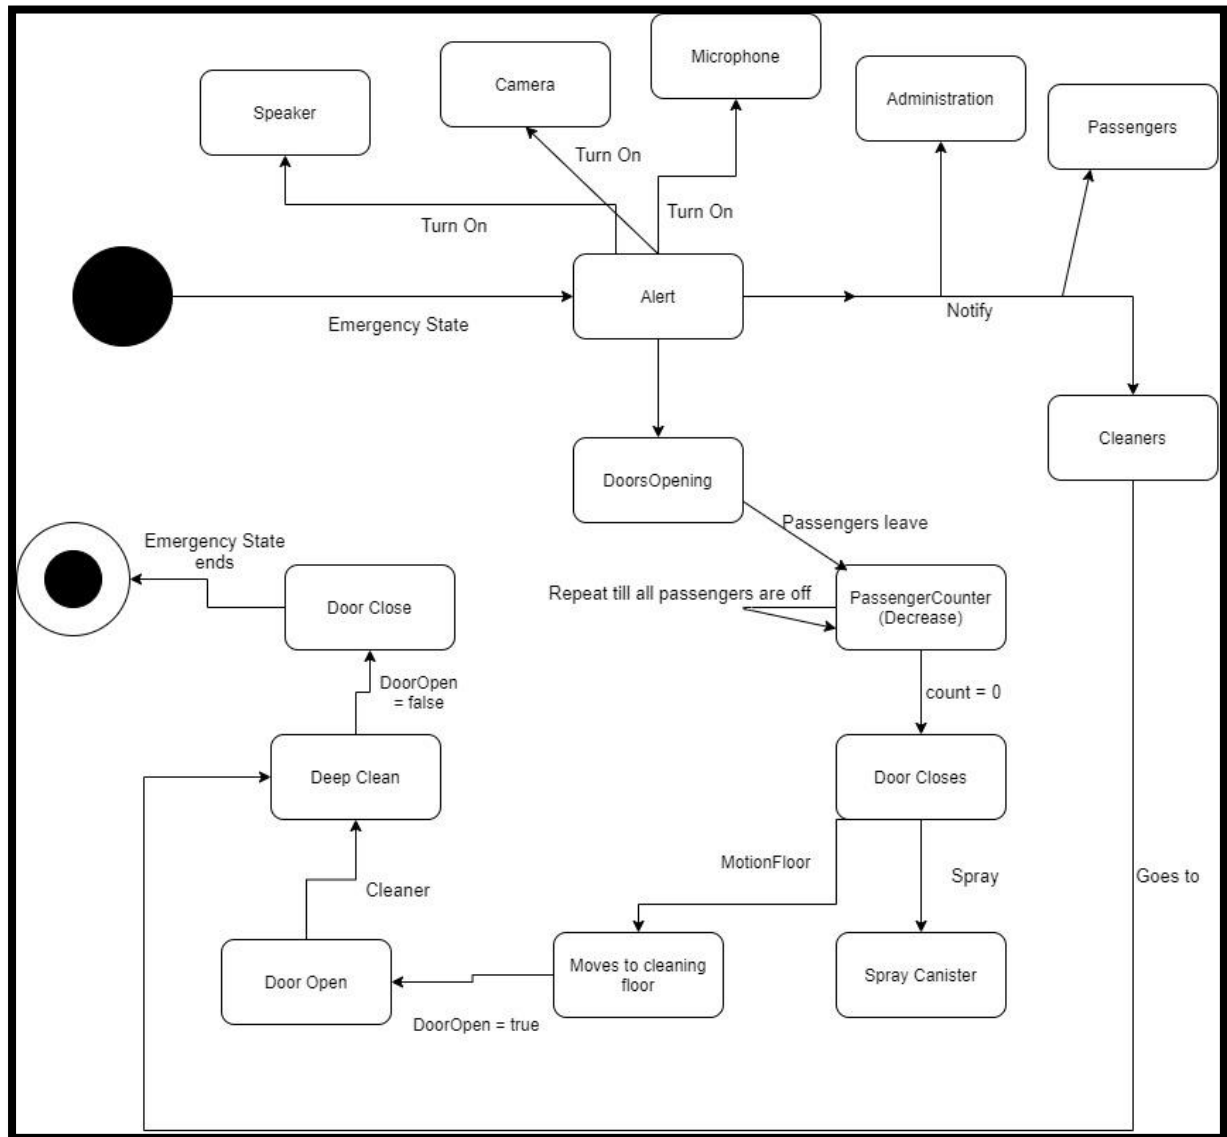 Microphone
Camera
Administration
Speaker
Passengers
Turn On
Turn On
Turn On
Alert
Notify
Emergency State
Cleaners
DoorsOpening
Passengers leave
Emergency State
ends
Door Close
Repeat till all passengers are off
PassengerCounter
(Decrease)
DoorOpen
= false
count = 0
Deep Clean
Door Closes
MotionFloor
Spray
Goes to
Cleaner
Door Open
Moves to cleaning
floor
Spray Canister
DoorOpen = true